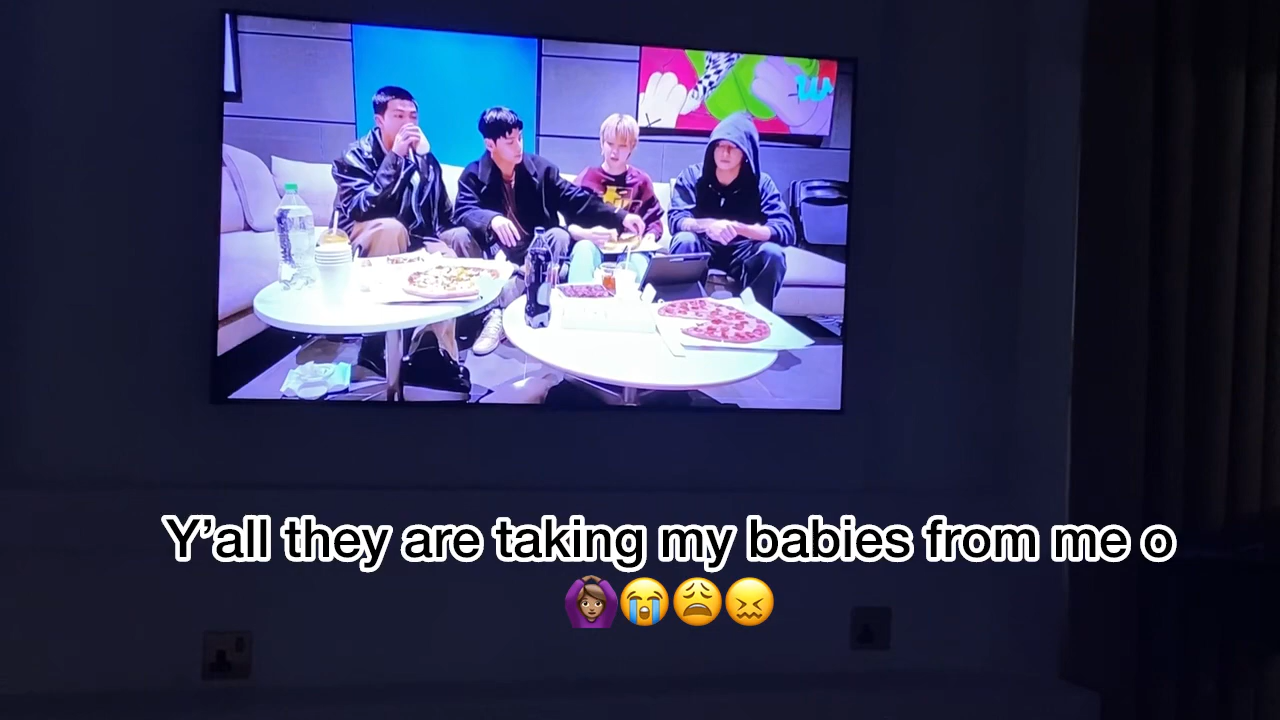 Y'all they are taking my babies from me o
🙆🏽‍♀️😭😩😖